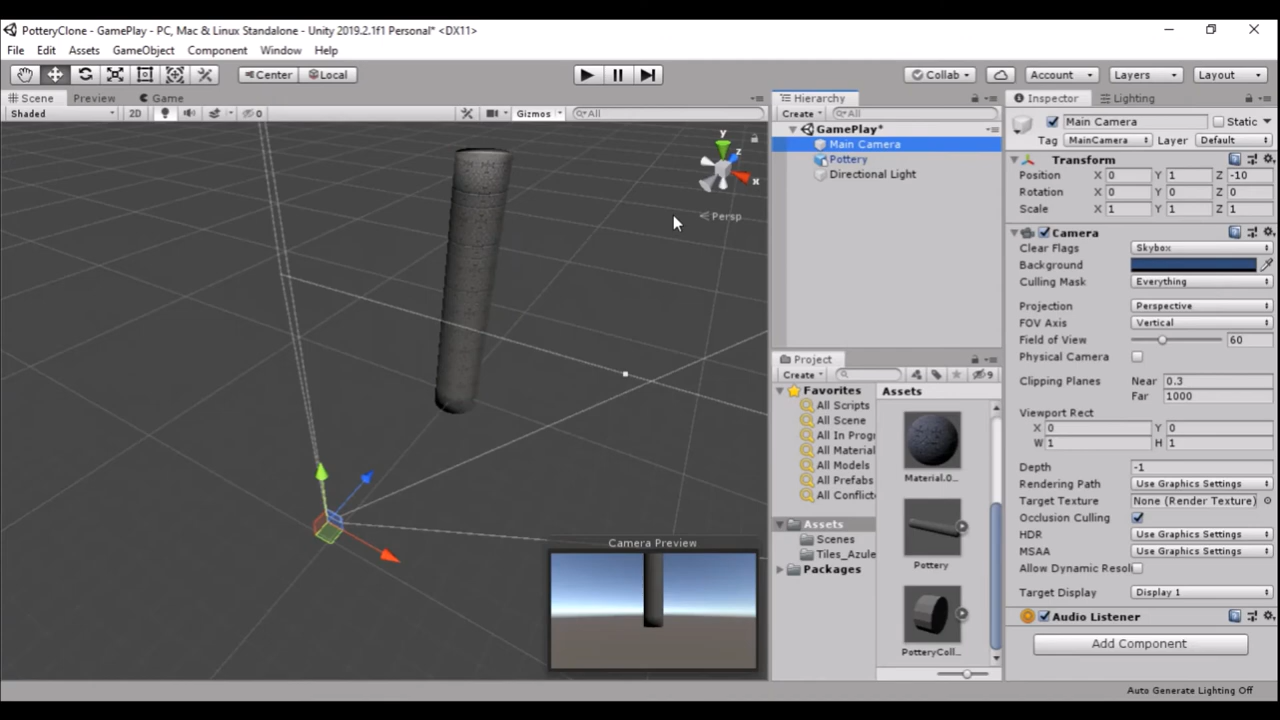 PotteryClone - GamePlay - PC, Mac & Linux Standalone - Unity 2019.2.1f1 Personal* <DX11>
File Edit Assets GameObject Component Window Help
Center Local Collab Account Layers Layout
Scene Preview Game
Shaded 2D 0 Gizmos All
y
z
x
Persp
Camera Preview
Hierarchy
Create All
GamePlay*
Main Camera
Pottery
Directional Light
Project
Create 9
Favorites
All Scripts
All Scene
All In Progr
All Material
All Models
All Prefabs
All Conflict
Assets
Scenes
Tiles_Azule
Packages
Assets
Material.0...
Pottery
PotteryColl...
Inspector Lighting
Main Camera Static
Tag MainCamera Layer Default
Transform
Position X 0 Y 1 Z -10
Rotation X 0 Y 0 Z 0
Scale X 1 Y 1 Z 1
Camera
Clear Flags Skybox
Background
Culling Mask Everything
Projection Perspective
FOV Axis Vertical
Field of View 60
Physical Camera
Clipping Planes Near 0.3
Far 1000
Viewport Rect
X 0 Y 0
W 1 H 1
Depth -1
Rendering Path Use Graphics Settings
Target Texture None (Render Texture)
Occlusion Culling
HDR Use Graphics Settings
MSAA Use Graphics Settings
Allow Dynamic Resoli
Target Display Display 1
Audio Listener
Add Component
Auto Generate Lighting Off